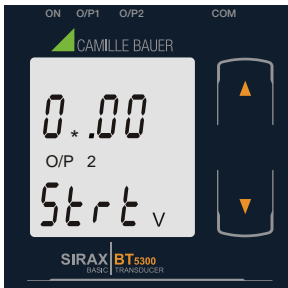 ON O/P1 O/P2 COM
CAMILLE BAUER
0*.00
O/P 2
Strt V
SIRAX BT5300
BASIC TRANSDUCER